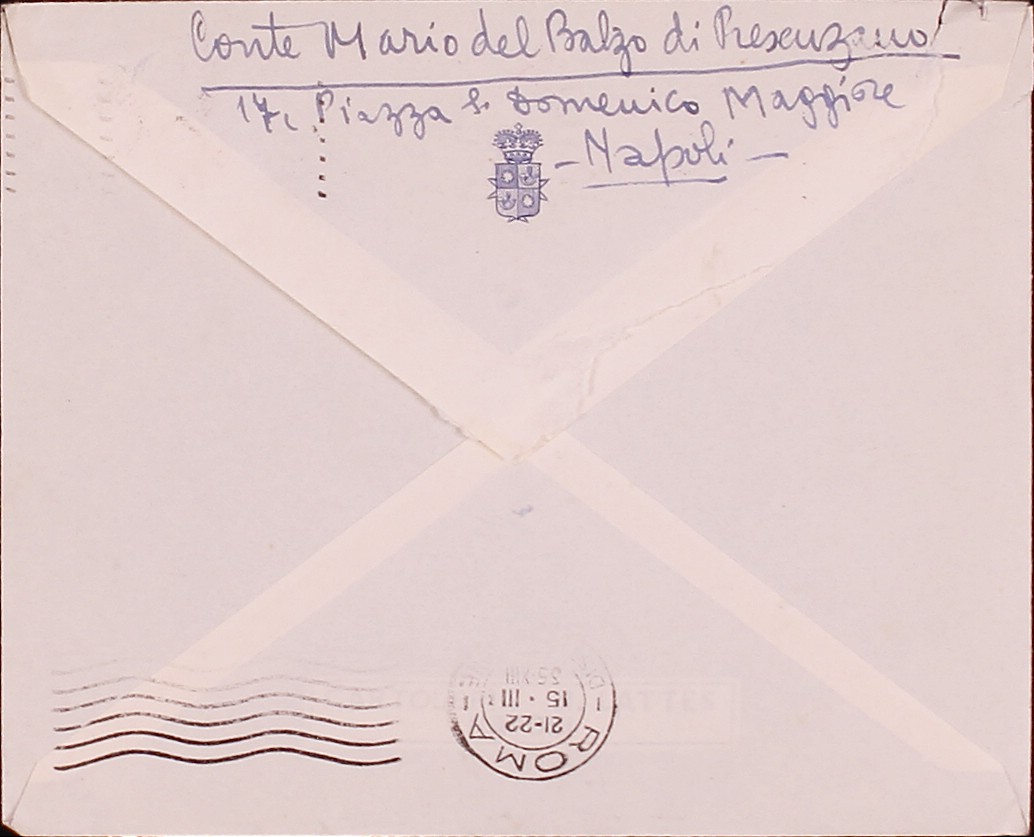 Conte Mario del Balzo di Presenzano
17, Piazza S. Domenico Maggiore
- Napoli -
ROMA
21-22
15 · III